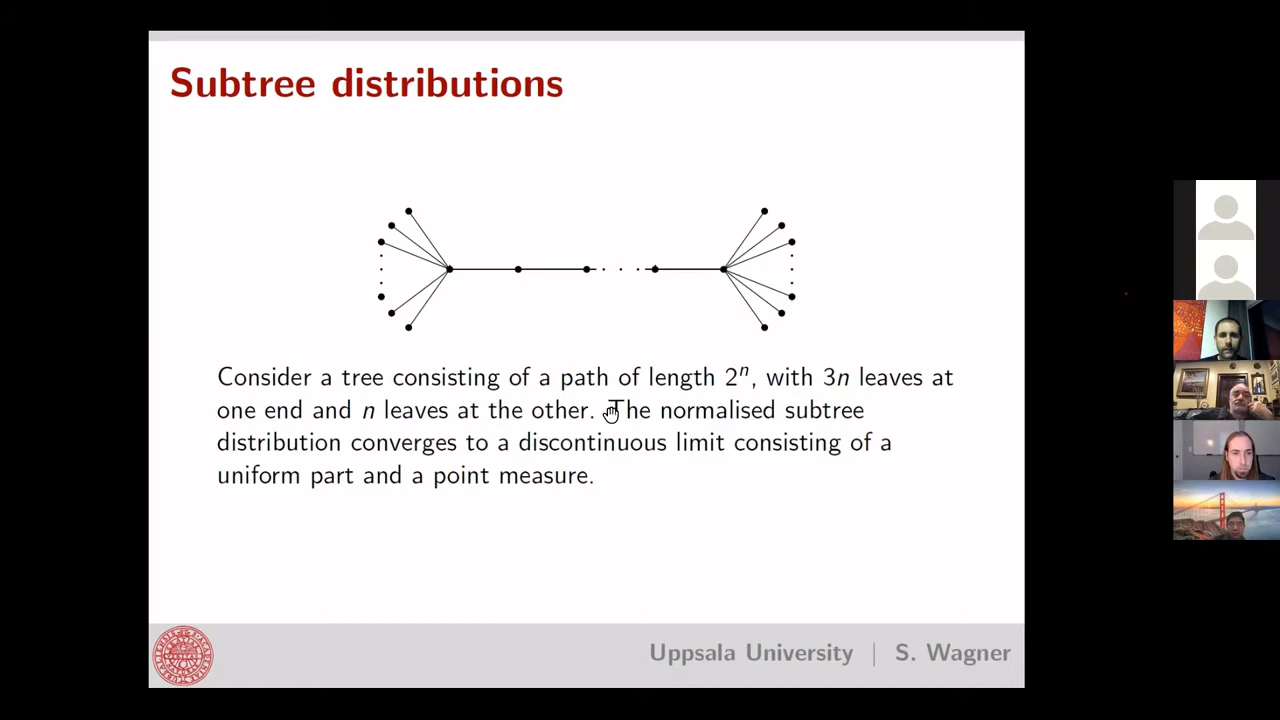 Subtree distributions
Consider a tree consisting of a path of length 2ⁿ, with 3n leaves at
one end and n leaves at the other. The normalised subtree
distribution converges to a discontinuous limit consisting of a
uniform part and a point measure.
Uppsala University | S. Wagner